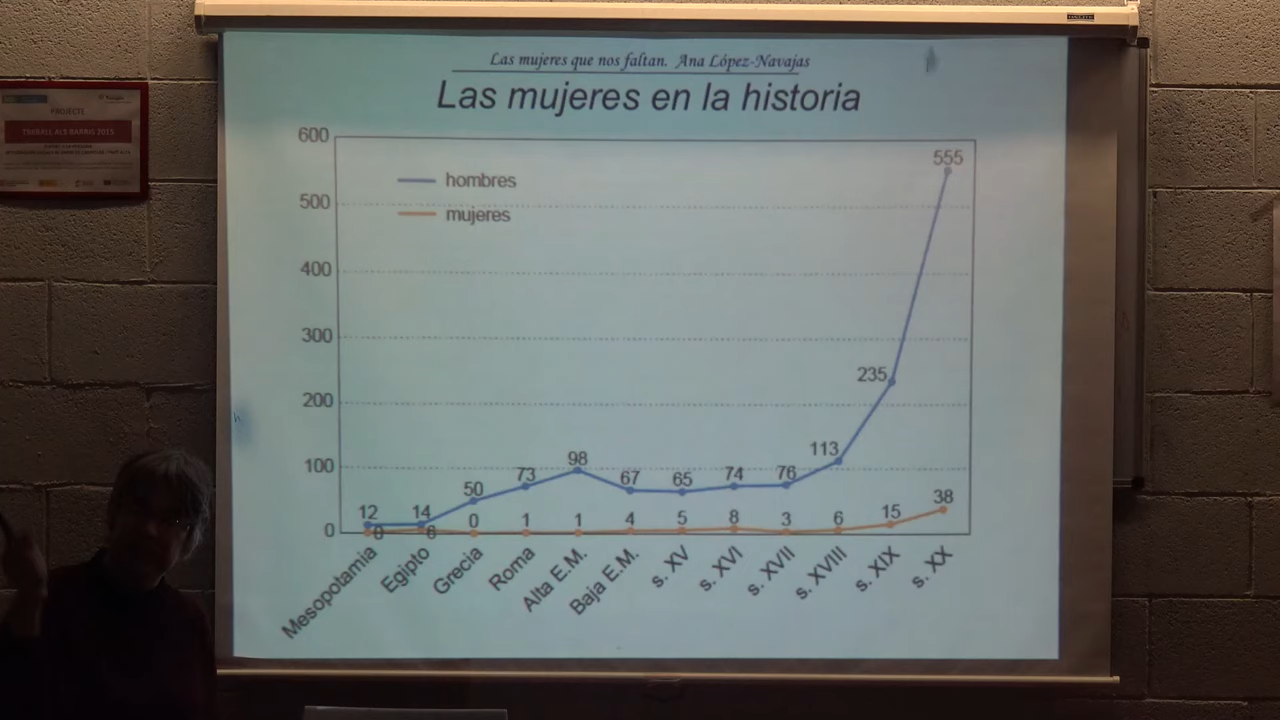 Las mujeres que nos faltan. Ana López-Navajas
Las mujeres en la historia
600
500
400
300
200
100
0
hombres
mujeres
12 14 50 73 98 67 65 74 76 113 235 555
0 6 0 1 1 4 5 8 3 6 15 38
Mesopotamia
Egipto
Grecia
Roma
Alta E.M.
Baja E.M.
s. XV
s. XVI
s. XVII
s. XVIII
s. XIX
s. XX
PROJECTE
TREBALL ALS BARRIS 2015